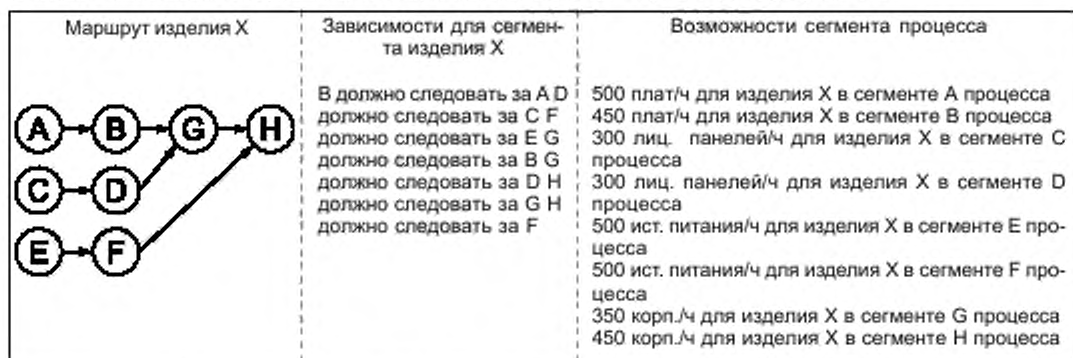 Маршрут изделия X
A B G H
C D
E F
Зависимости для сегмен-
та изделия X
В должно следовать за A D
должно следовать за C F
должно следовать за E G
должно следовать за B G
должно следовать за D H
должно следовать за G H
должно следовать за F
Возможности сегмента процесса
500 плат/ч для изделия X в сегменте A процесса
450 плат/ч для изделия X в сегменте B процесса
300 лиц. панелей/ч для изделия X в сегменте C
процесса
300 лиц. панелей/ч для изделия X в сегменте D
процесса
500 ист. питания/ч для изделия X в сегменте E про-
цесса
500 ист. питания/ч для изделия X в сегменте F про-
цесса
350 корп./ч для изделия X в сегменте G процесса
450 корп./ч для изделия X в сегменте H процесса